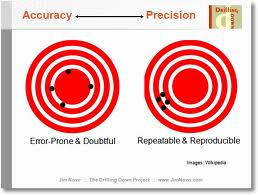 Accuracy Precision
Drilling
Down
Error-Prone & Doubtful Repeatable & Reproducible
Images: Wikipedia
Jim Novo :: The Drilling Down Project :: www.JimNovo.com